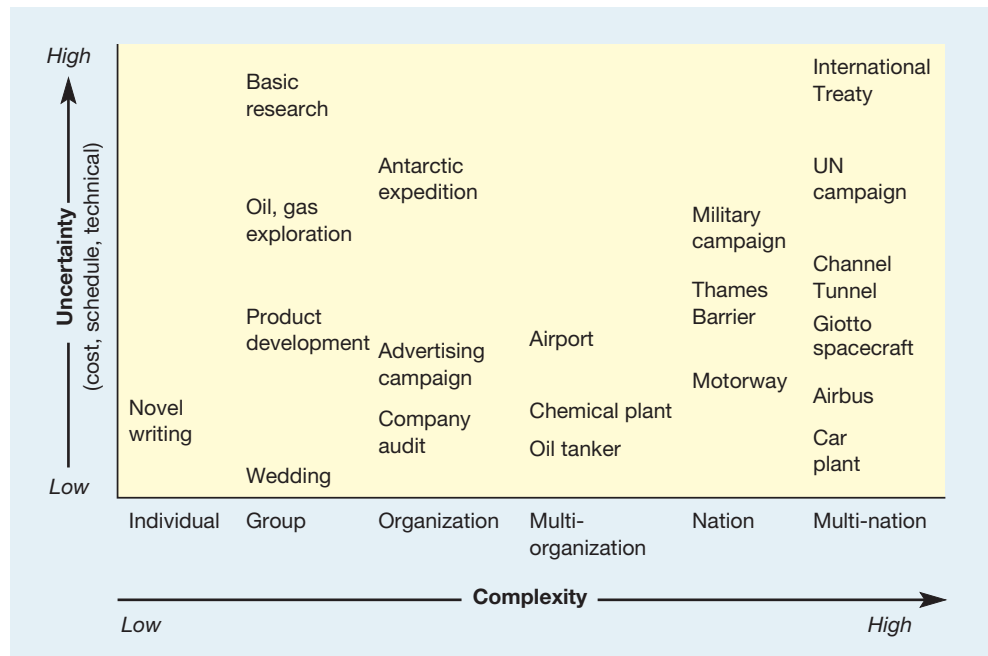 High
Uncertainty
(cost, schedule, technical)
Low
Basic
research
International
Treaty
Antarctic
expedition
UN
campaign
Oil, gas
exploration
Military
campaign
Channel
Tunnel
Thames
Barrier
Product
development
Giotto
spacecraft
Airport
Advertising
campaign
Motorway
Airbus
Novel
writing
Chemical plant
Company
audit
Oil tanker
Car
plant
Wedding
Individual
Group
Organization
Multi-
organization
Nation
Multi-nation
Complexity
Low
High